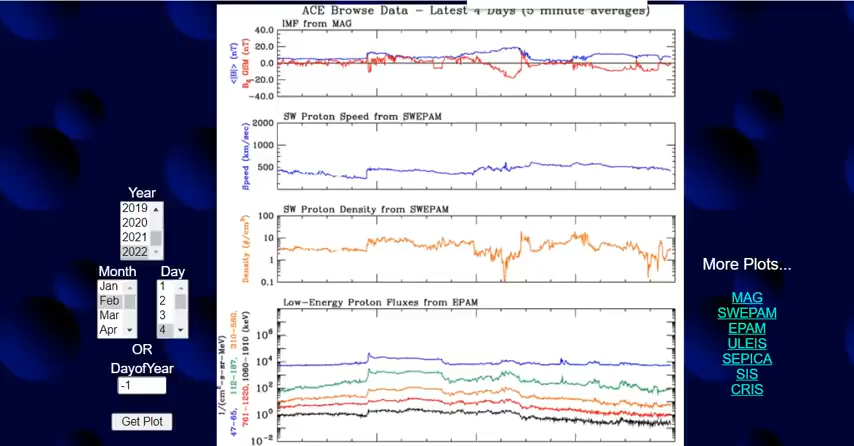 ACE Browse Data – Latest 4 Days (5 minute averages)
IMF from MAG
<|B|> (nT)
Bz GSM (nT)
40.0
20.0
0.0
-20.0
-40.0
SW Proton Speed from SWEPAM
Speed (km/sec)
2000
1000
500
SW Proton Density from SWEPAM
Density (#/cm³)
100
10
1
0.1
Low-Energy Proton Fluxes from EPAM
1/(cm²-s-sr-MeV)
47-65, 112-187, 310-580,
761-1220, 1060-1910 (keV)
10⁶
10⁴
10²
10⁰
10⁻²
Year
2019
2020
2021
2022
Month Day
Jan 1
Feb 2
Mar 3
Apr 4
OR
DayofYear
-1
Get Plot
More Plots...
MAG
SWEPAM
EPAM
ULEIS
SEPICA
SIS
CRIS